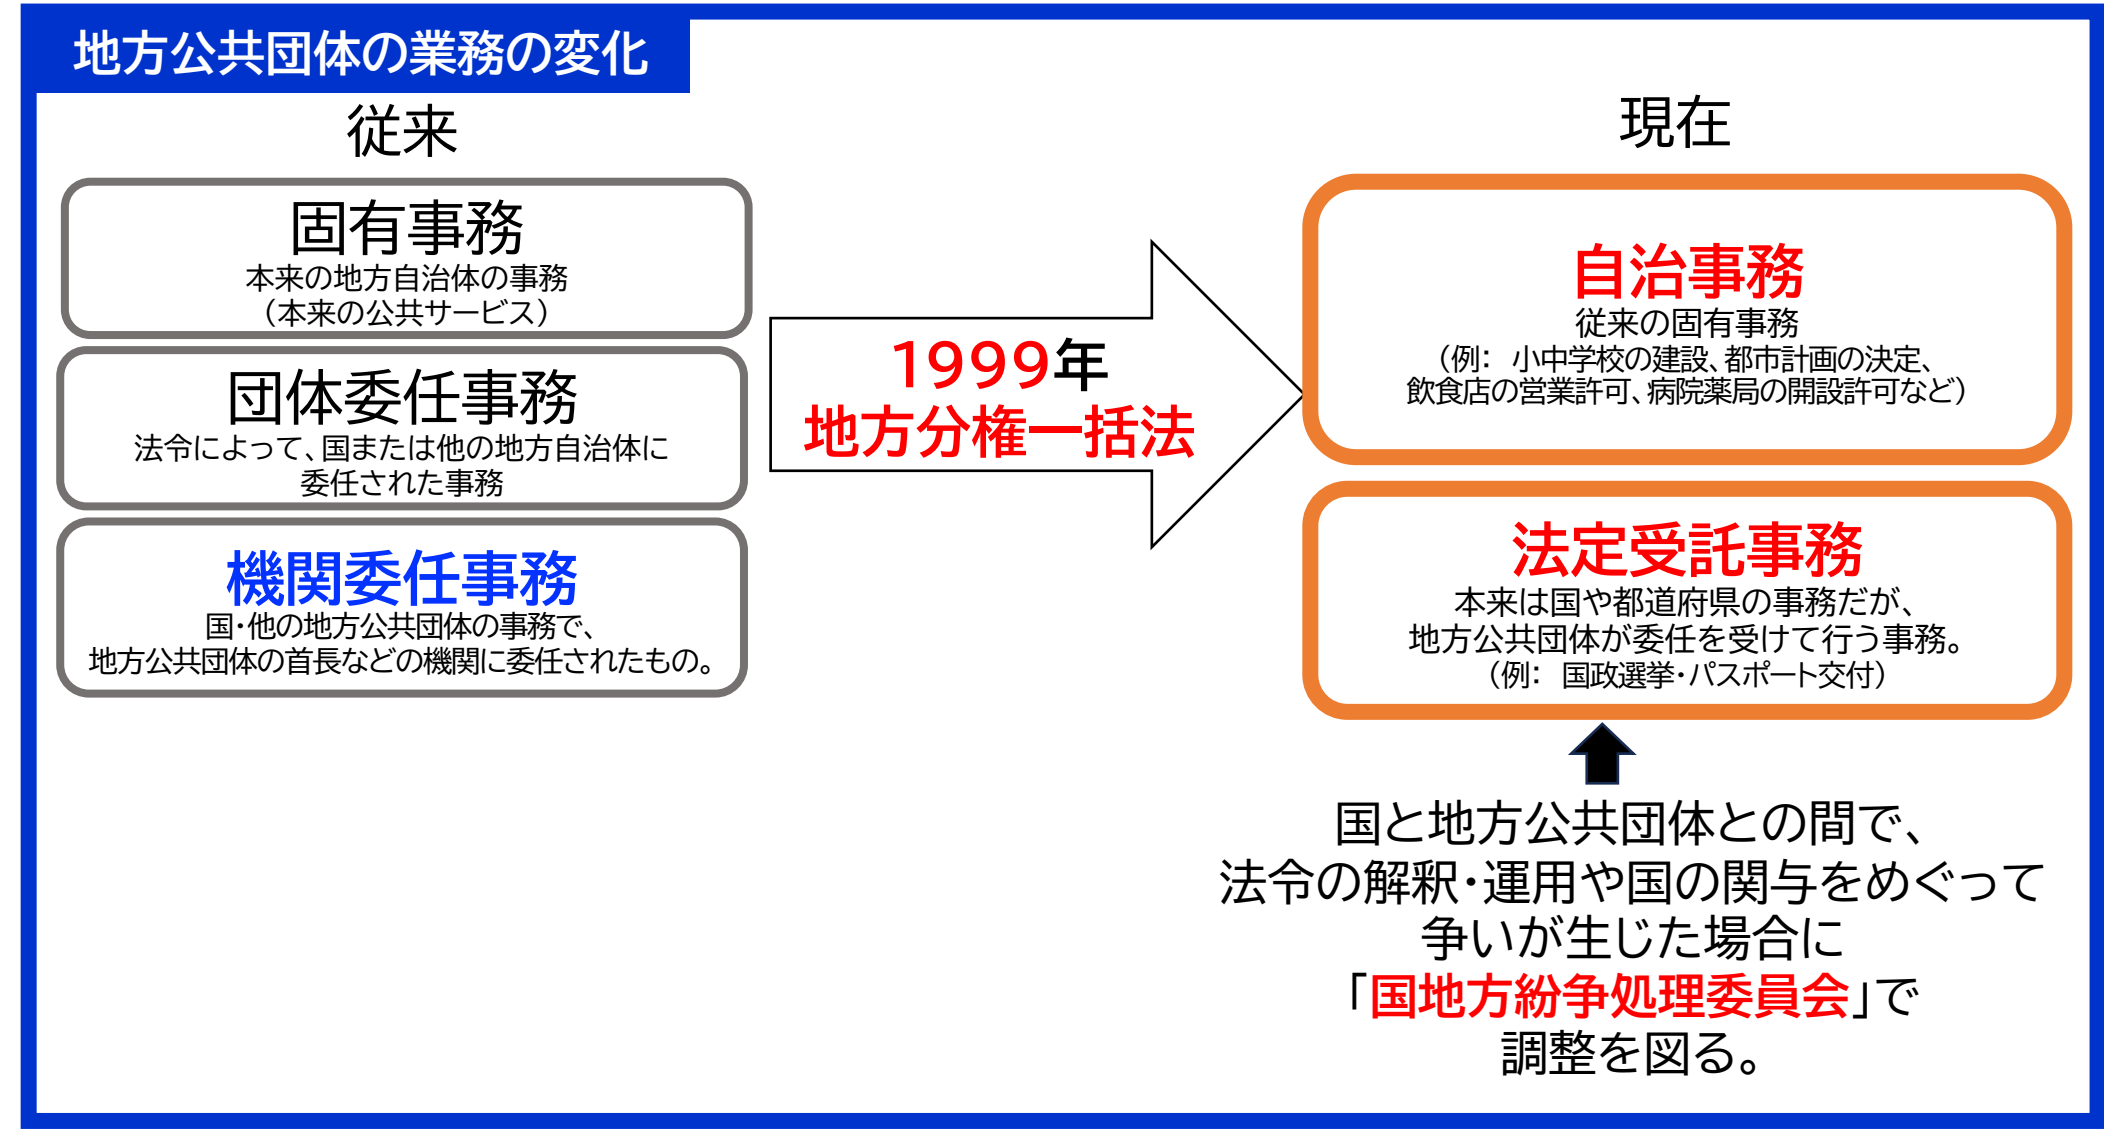 地方公共団体の業務の変化
従来
固有事務
本来の地方自治体の事務
（本来の公共サービス）
団体委任事務
法令によって、国または他の地方自治体に
委任された事務
機関委任事務
国・他の地方公共団体の事務で、
地方公共団体の首長などの機関に委任されたもの。
1999年
地方分権一括法
現在
自治事務
従来の固有事務
（例： 小中学校の建設、都市計画の決定、
飲食店の営業許可、病院薬局の開設許可など）
法定受託事務
本来は国や都道府県の事務だが、
地方公共団体が委任を受けて行う事務。
（例： 国政選挙・パスポート交付）
国と地方公共団体との間で、
法令の解釈・運用や国の関与をめぐって
争いが生じた場合に
「国地方紛争処理委員会」で
調整を図る。